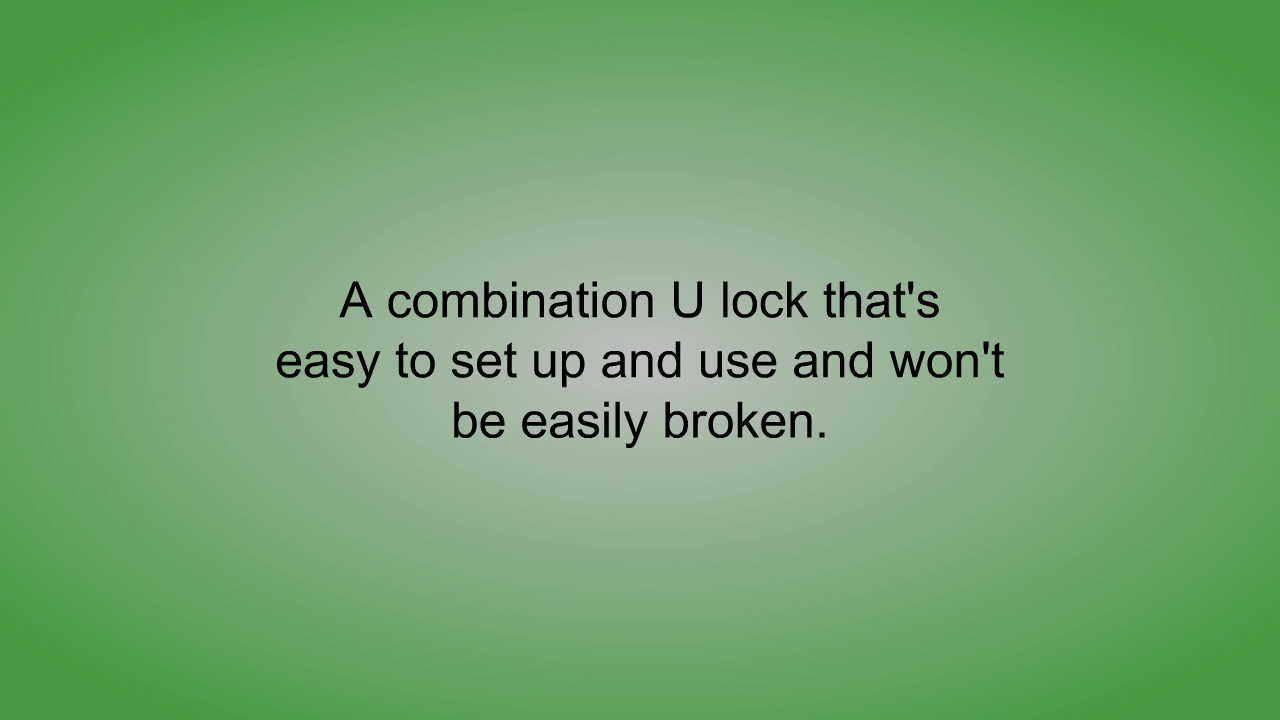 A combination U lock that's
easy to set up and use and won't
be easily broken.